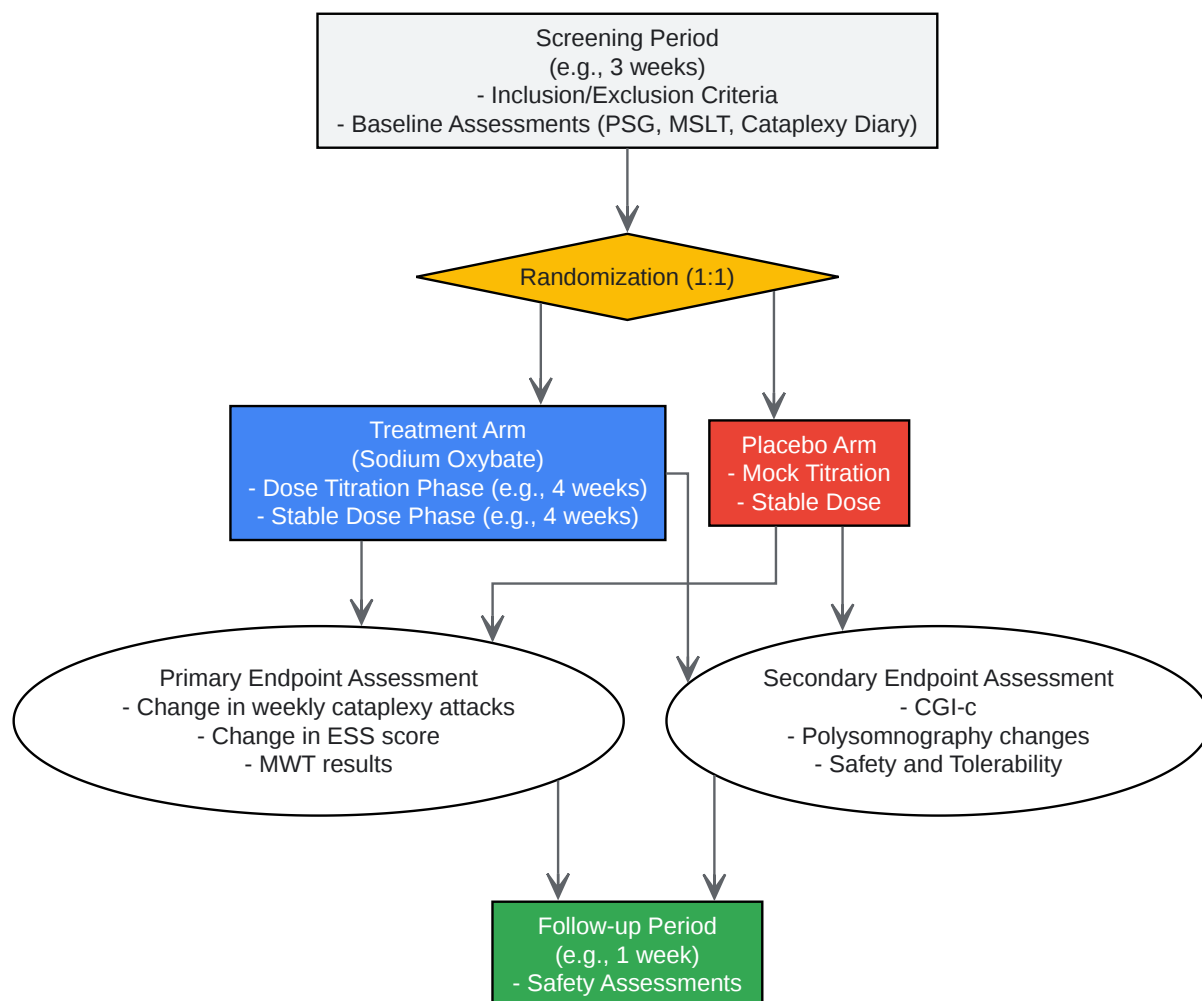 Screening Period
(e.g., 3 weeks)
- Inclusion/Exclusion Criteria
- Baseline Assessments (PSG, MSLT, Cataplexy Diary)
Randomization (1:1)
Treatment Arm
(Sodium Oxybate)
- Dose Titration Phase (e.g., 4 weeks)
- Stable Dose Phase (e.g., 4 weeks)
Placebo Arm
- Mock Titration
- Stable Dose
Primary Endpoint Assessment
- Change in weekly cataplexy attacks
- Change in ESS score
- MWT results
Secondary Endpoint Assessment
- CGI-c
- Polysomnography changes
- Safety and Tolerability
Follow-up Period
(e.g., 1 week)
- Safety Assessments